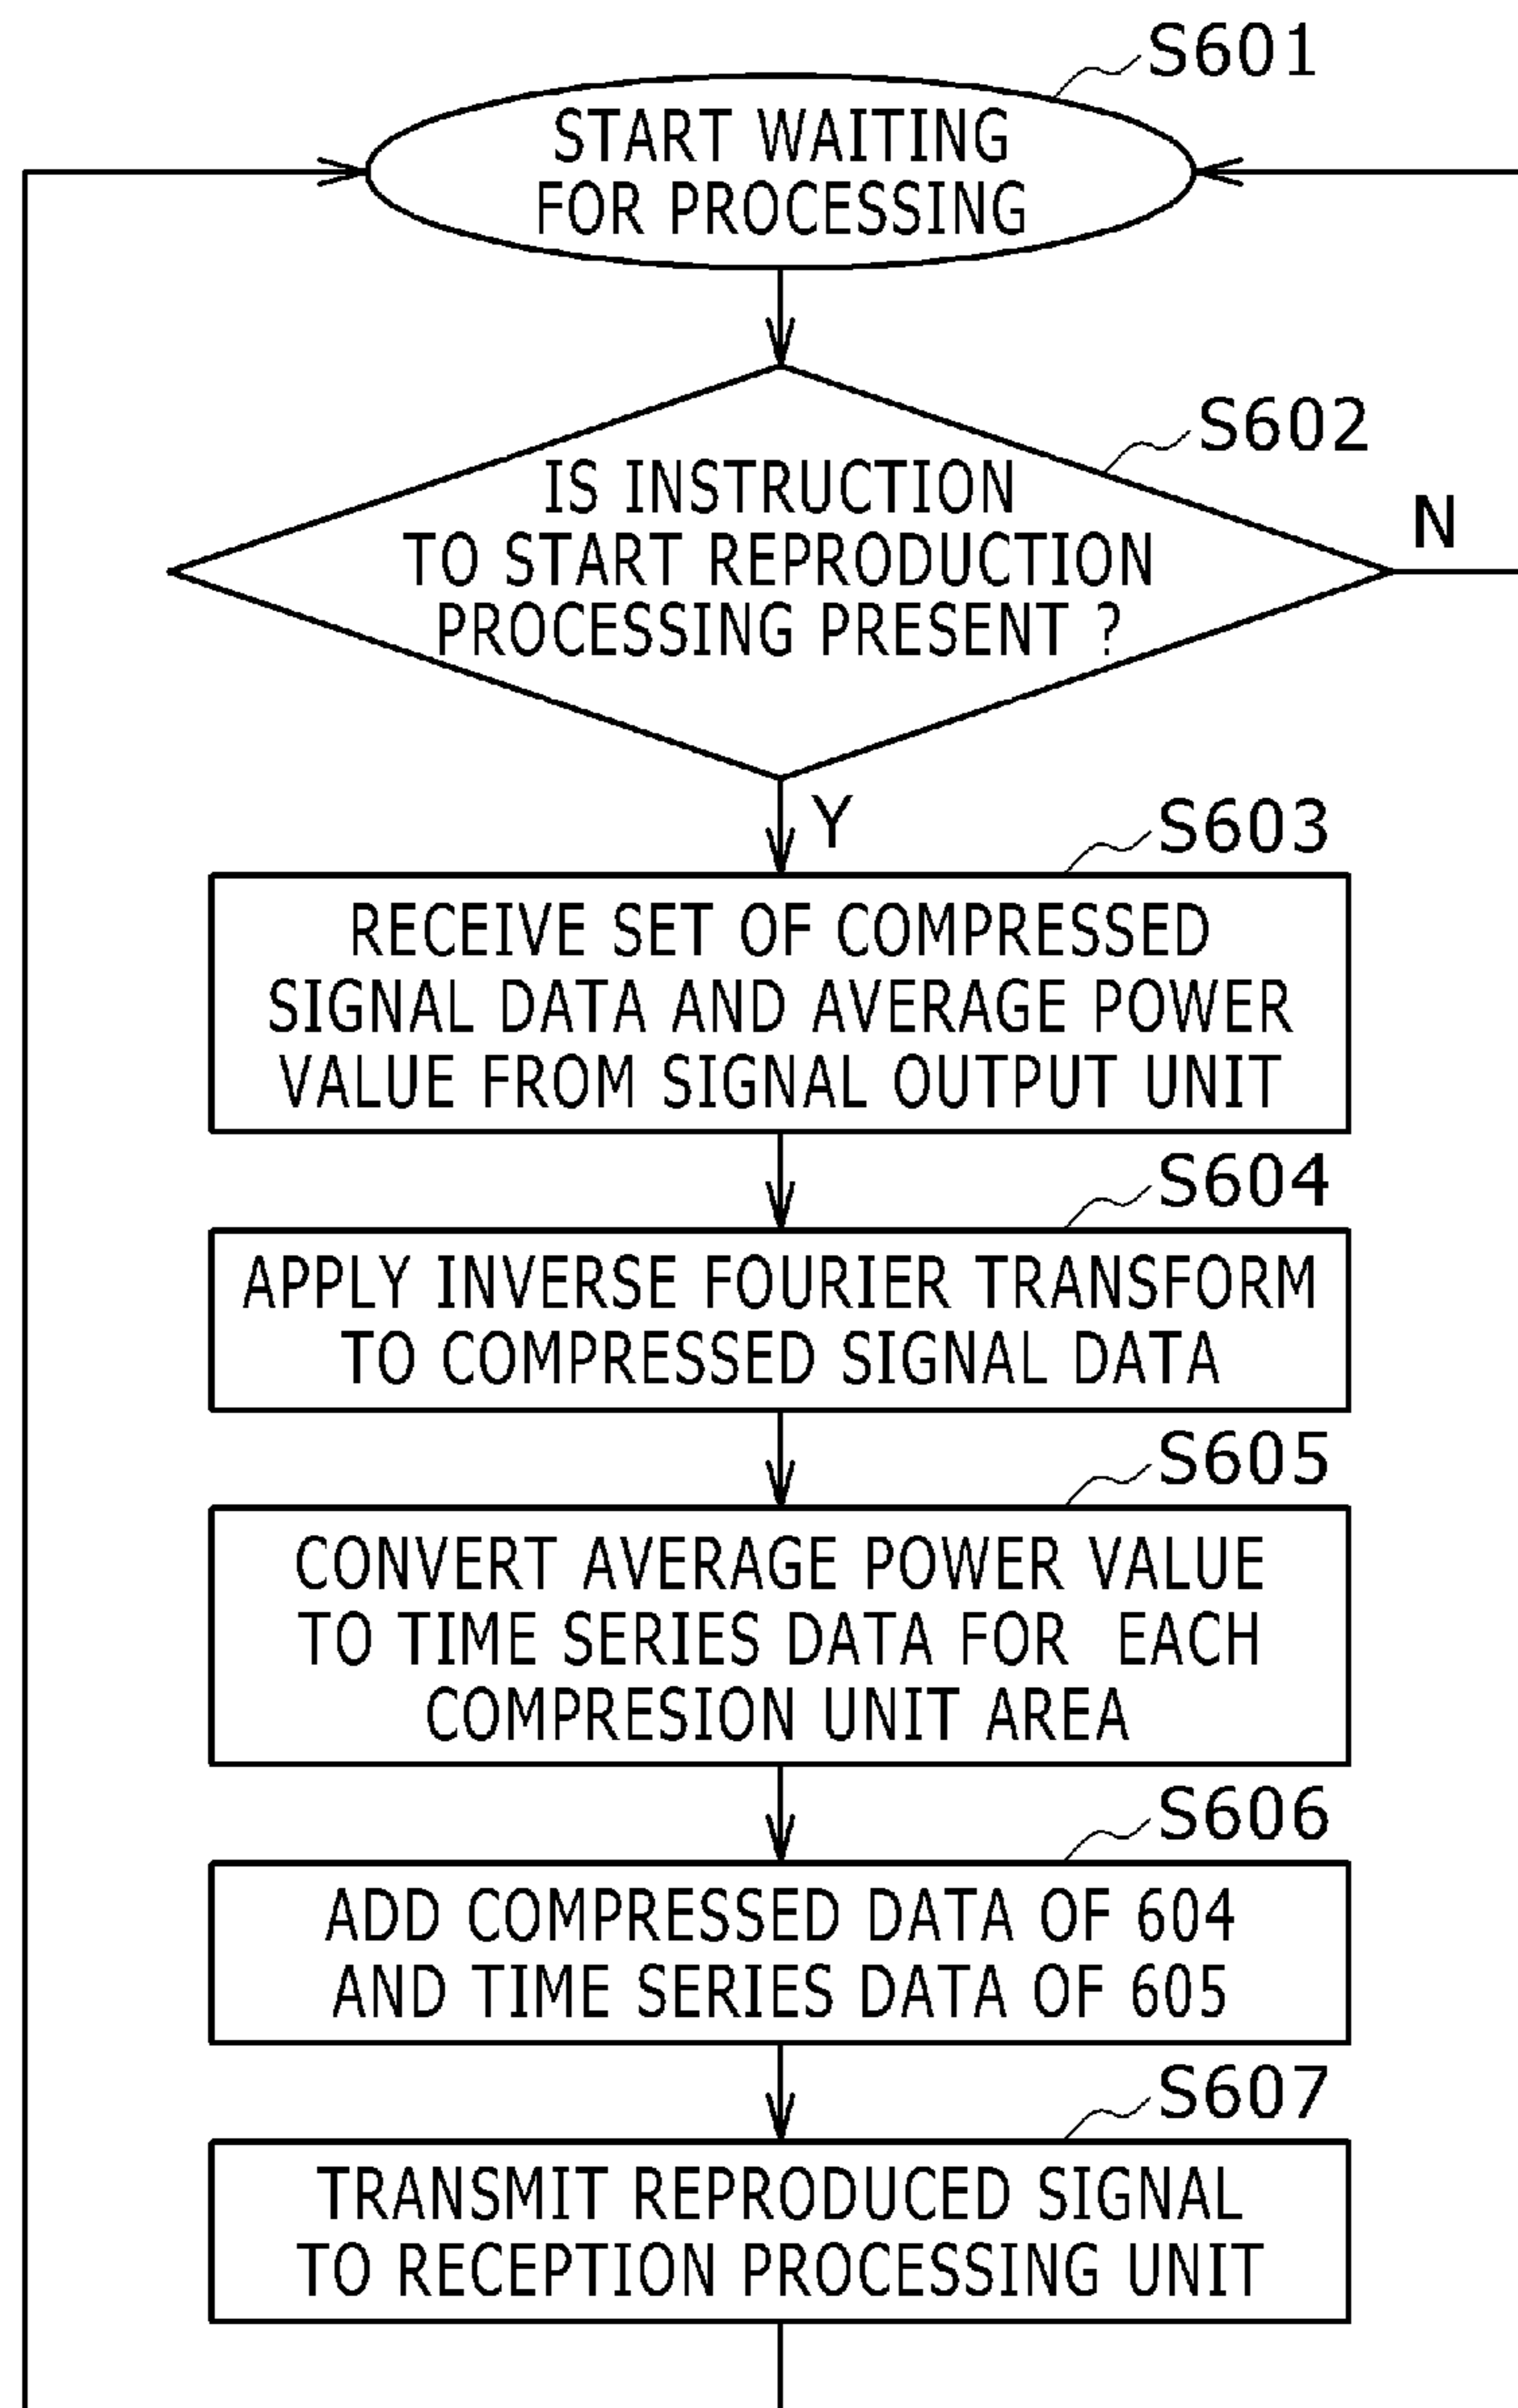 S601
START WAITING
FOR PROCESSING
S602
IS INSTRUCTION
TO START REPRODUCTION
PROCESSING PRESENT ?
N
Y
S603
RECEIVE SET OF COMPRESSED
SIGNAL DATA AND AVERAGE POWER
VALUE FROM SIGNAL OUTPUT UNIT
S604
APPLY INVERSE FOURIER TRANSFORM
TO COMPRESSED SIGNAL DATA
S605
CONVERT AVERAGE POWER VALUE
TO TIME SERIES DATA FOR EACH
COMPRESION UNIT AREA
S606
ADD COMPRESSED DATA OF 604
AND TIME SERIES DATA OF 605
S607
TRANSMIT REPRODUCED SIGNAL
TO RECEPTION PROCESSING UNIT